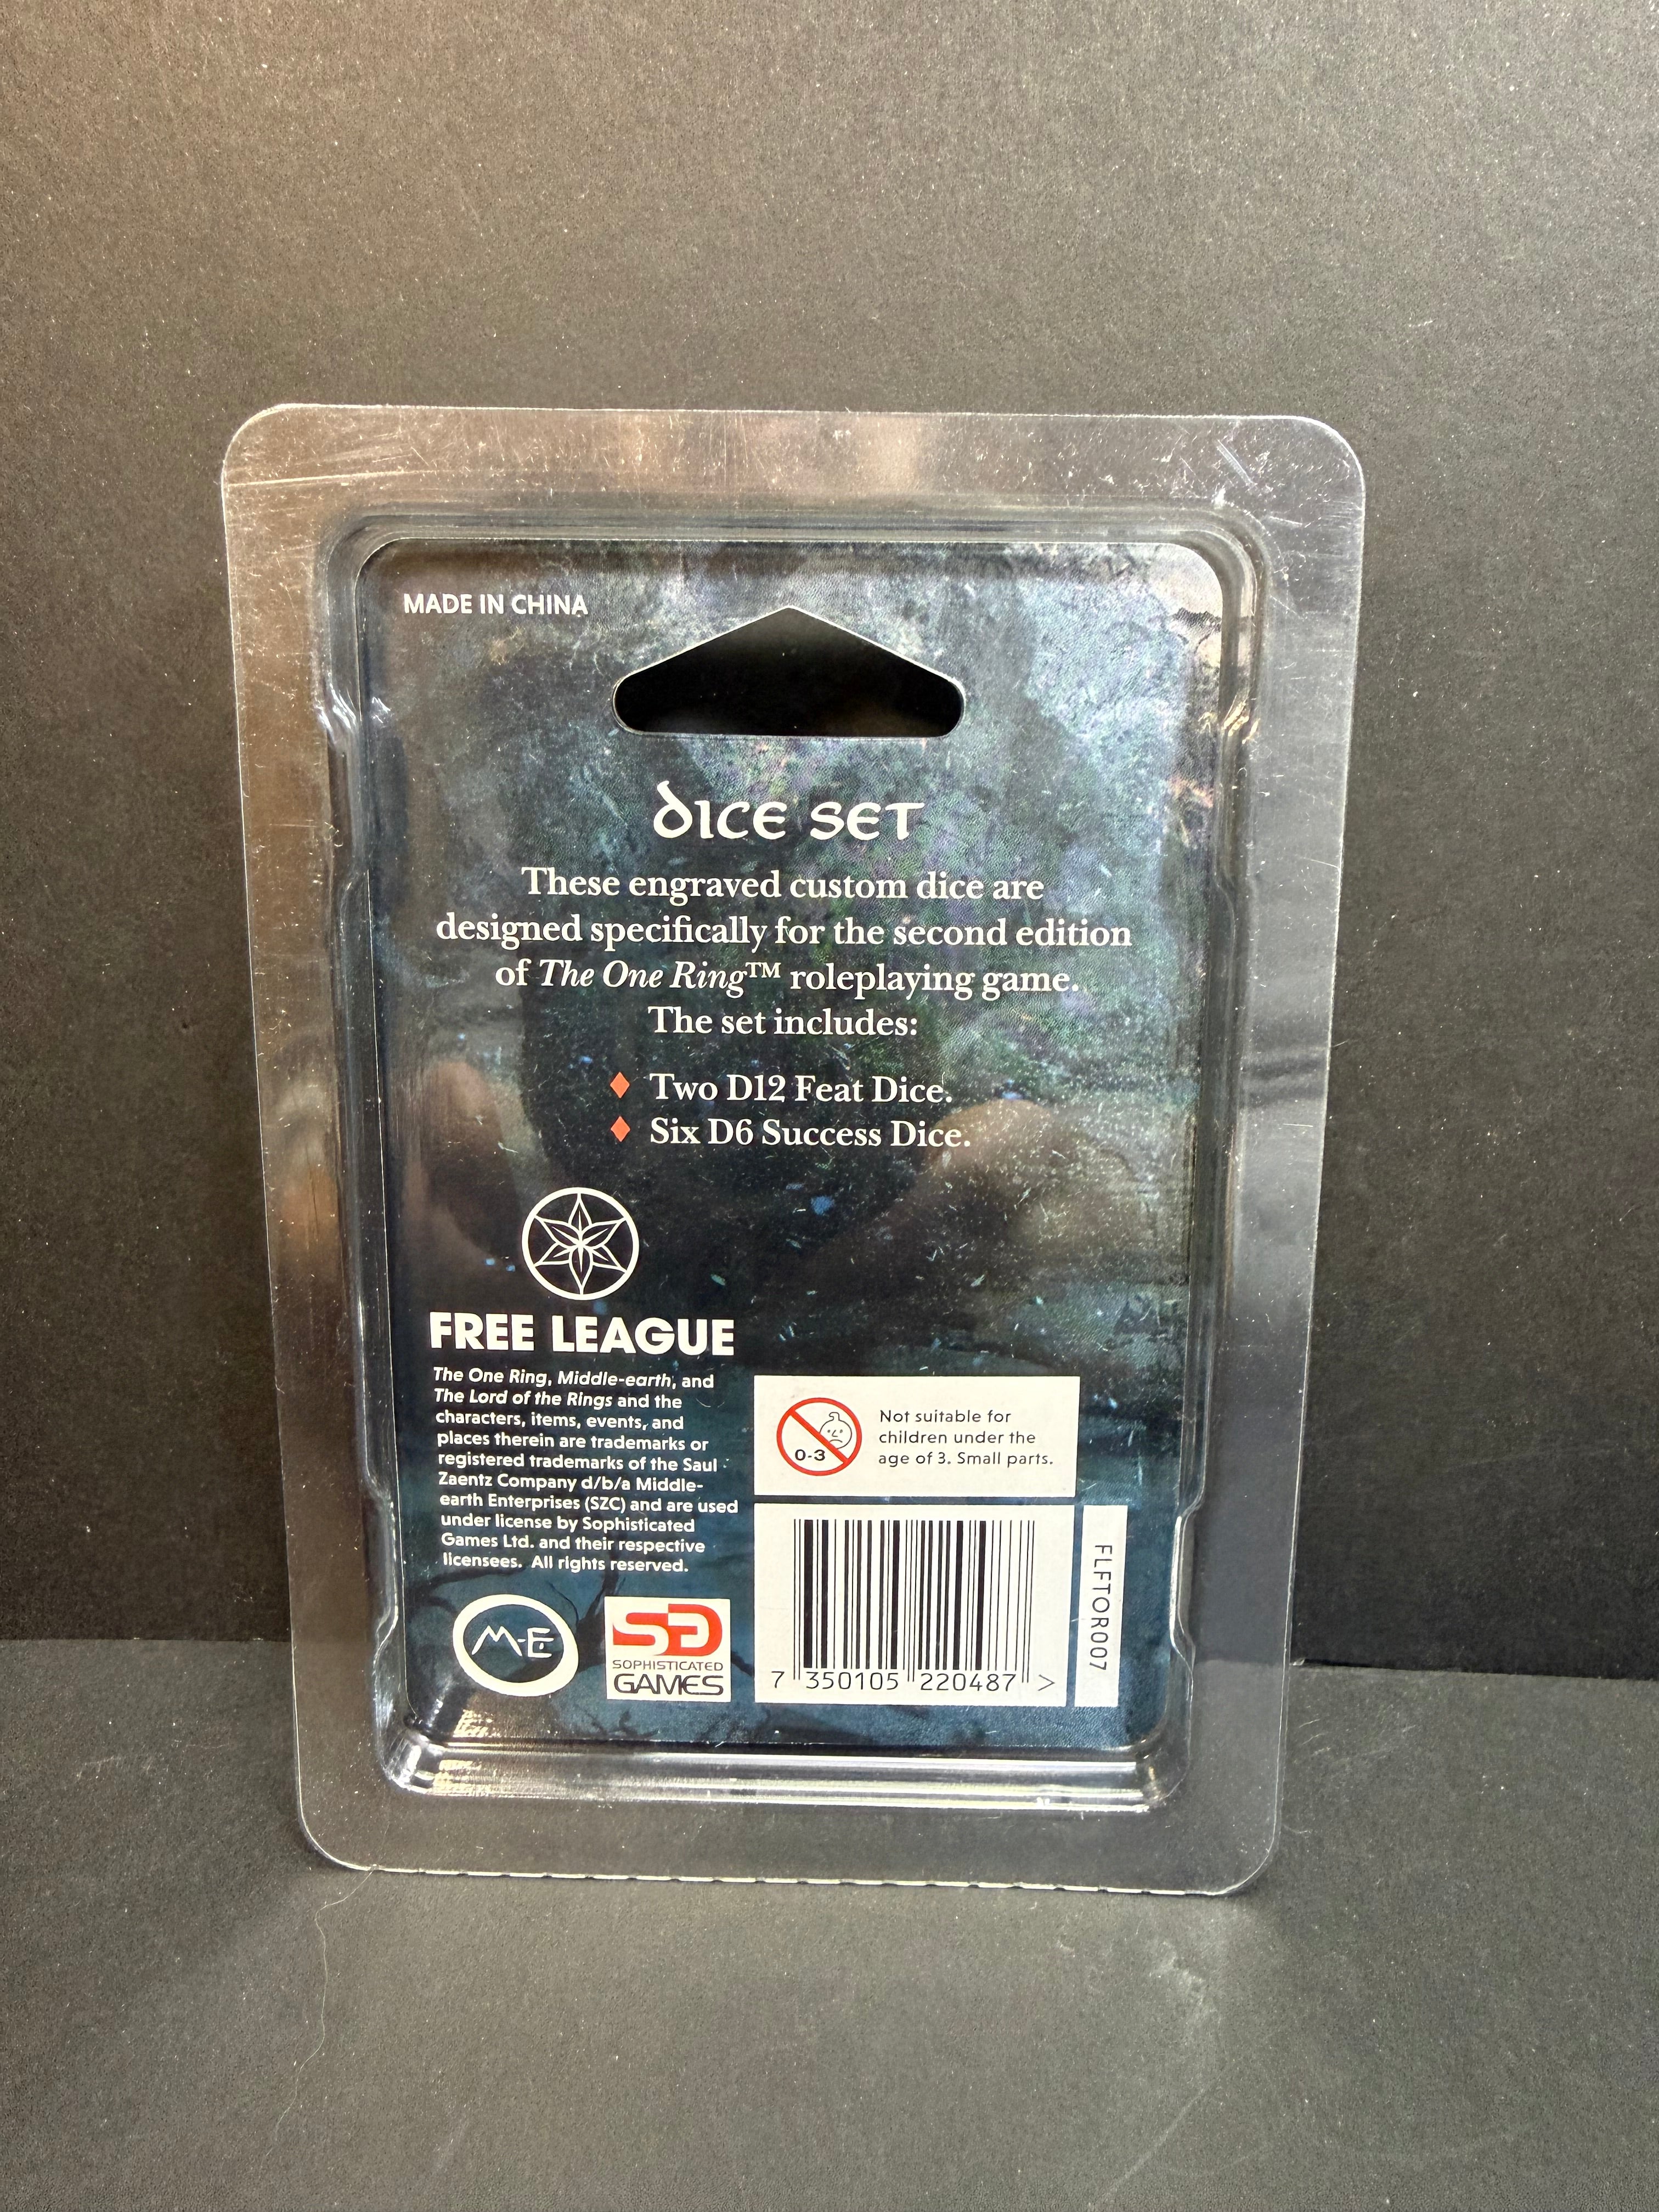 MADE IN CHINA
DICE SET
These engraved custom dice are
designed specifically for the second edition
of The One Ring™ roleplaying game.
The set includes:
♦ Two D12 Feat Dice.
♦ Six D6 Success Dice.
FREE LEAGUE
The One Ring, Middle-earth, and
The Lord of the Rings and the
characters, items, events, and
places therein are trademarks or
registered trademarks of the Saul
Zaentz Company d/b/a Middle-
earth Enterprises (SZC) and are used
under license by Sophisticated
Games Ltd. and their respective
licensees. All rights reserved.
M-E
SG
SOPHISTICATED
GAMES
0-3
Not suitable for
children under the
age of 3. Small parts.
7 350105 220487 >
FLFTOR007